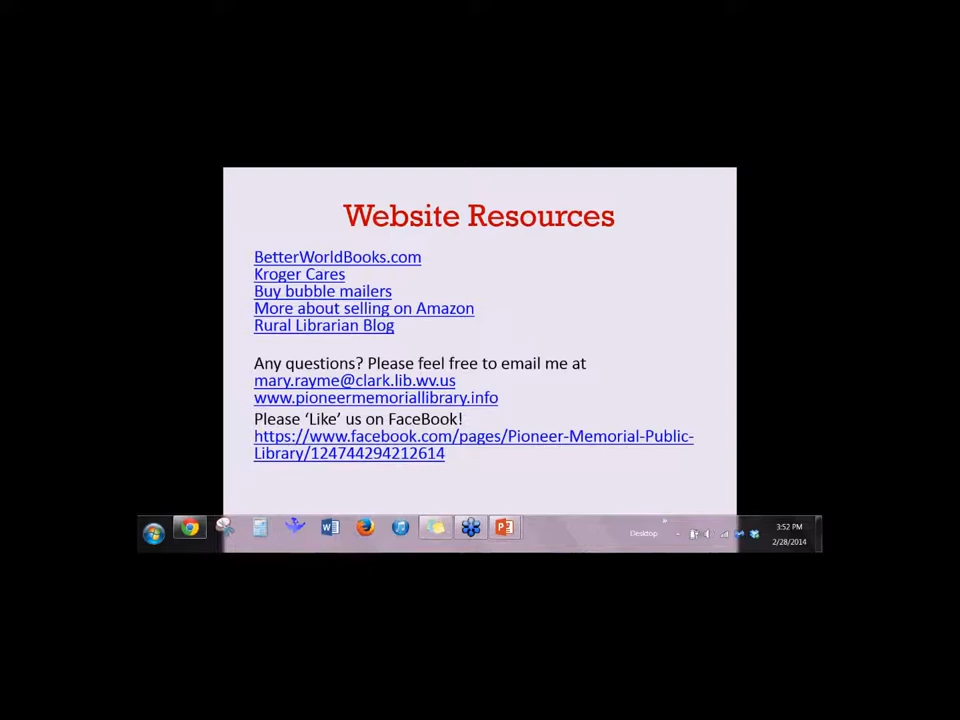 Website Resources
BetterWorldBooks.com
Kroger Cares
Buy bubble mailers
More about selling on Amazon
Rural Librarian Blog
Any questions? Please feel free to email me at
mary.rayme@clark.lib.wv.us
www.pioneermemoriallibrary.info
Please ‘Like’ us on FaceBook!
https://www.facebook.com/pages/Pioneer-Memorial-Public-
Library/124744294212614
Desktop
3:52 PM
2/28/2014